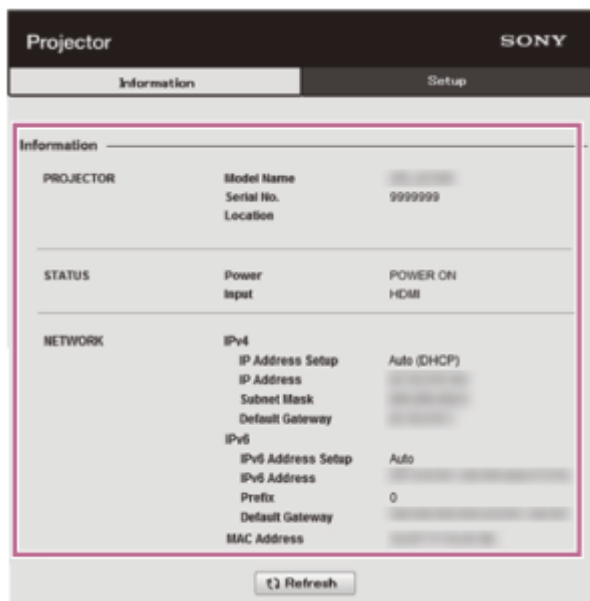 Projector SONY
Information Setup
Information
PROJECTOR Model Name
Serial No. 9999999
Location
STATUS Power POWER ON
Input HDMI
NETWORK IPv4
IP Address Setup Auto (DHCP)
IP Address
Subnet Mask
Default Gateway
IPv6
IPv6 Address Setup Auto
IPv6 Address
Prefix 0
Default Gateway
MAC Address
Refresh